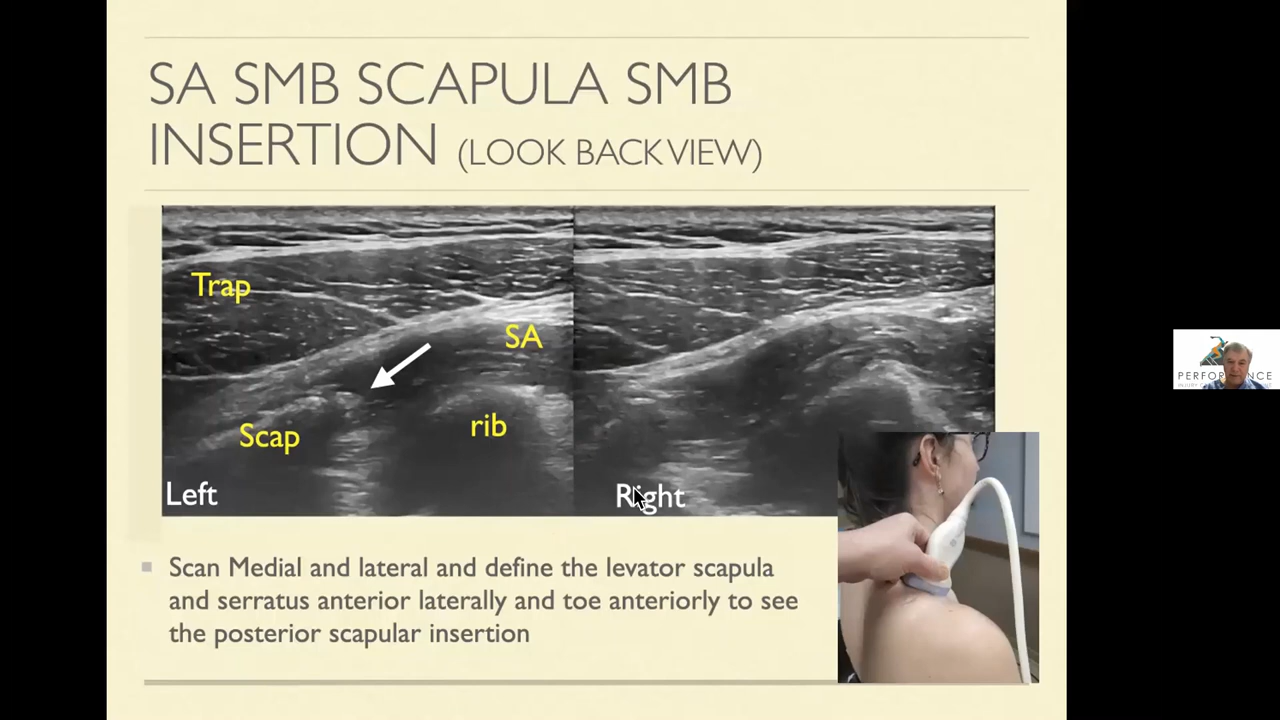 SA SMB SCAPULA SMB
INSERTION (LOOK BACK VIEW)
Trap
SA
Scap
rib
Left
Right
Scan Medial and lateral and define the levator scapula
and serratus anterior laterally and toe anteriorly to see
the posterior scapular insertion